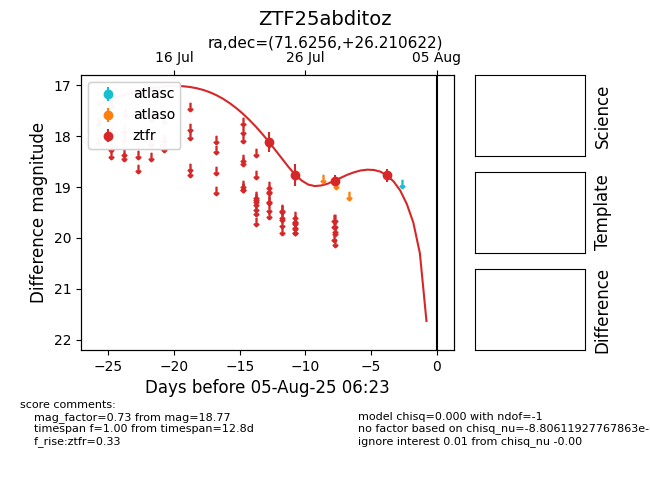 ZTF25abditoz
ra,dec=(71.6256,+26.210622)
16 Jul
26 Jul
05 Aug
17
18
19
20
21
22
Difference magnitude
atlasc
atlaso
ztfr
−25
−20
−15
−10
−5
0
Days before 05-Aug-25 06:23
Science
Template
Difference
score comments:
mag_factor=0.73 from mag=18.77
timespan f=1.00 from timespan=12.8d
f_rise:ztfr=0.33
model chisq=0.000 with ndof=-1
no factor based on chisq_nu=-8.80611927767863e-
ignore interest 0.01 from chisq_nu -0.00